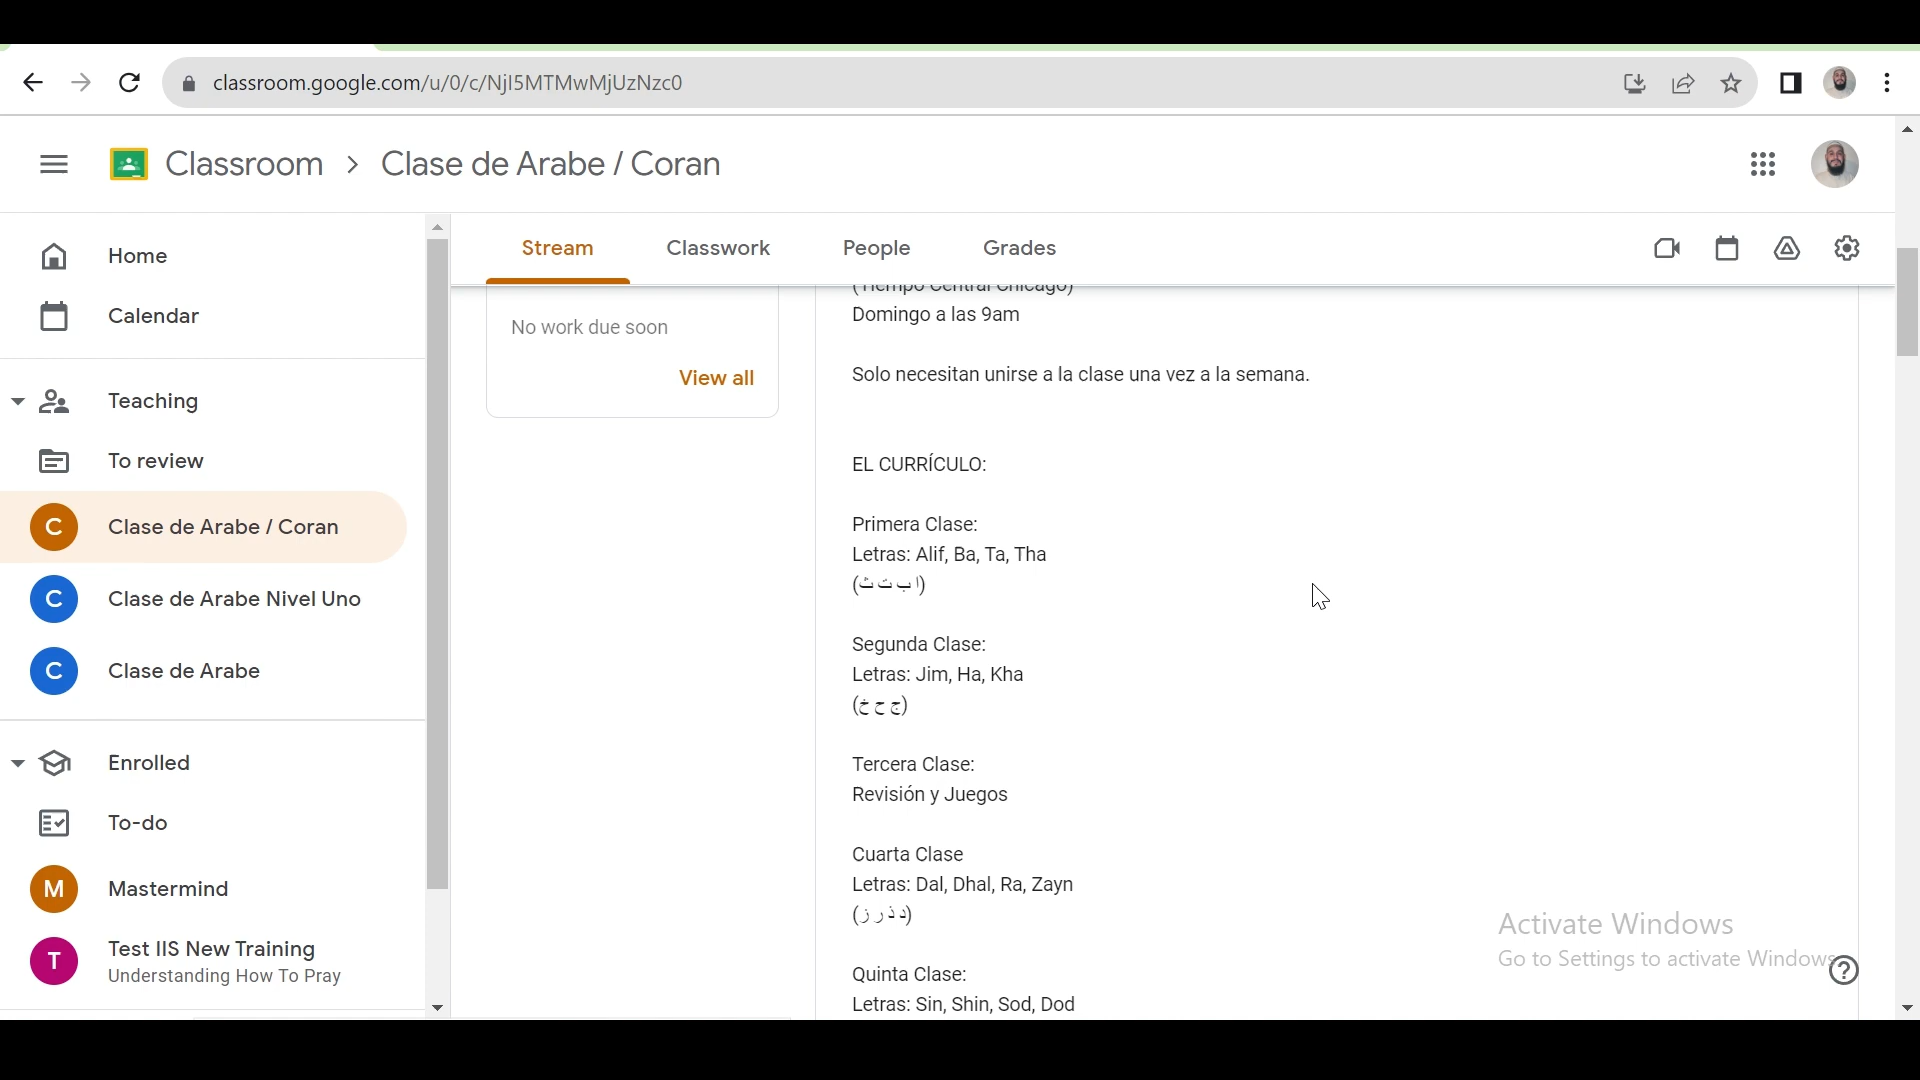 classroom.google.com/u/0/c/NjI5MTMwMjUzNzc0
Classroom > Clase de Arabe / Coran
Home
Calendar
Teaching
To review
C Clase de Arabe / Coran
C Clase de Arabe Nivel Uno
C Clase de Arabe
Enrolled
To-do
M Mastermind
T Test IIS New Training
Understanding How To Pray
Stream Classwork People Grades
No work due soon
View all
(Tiempo Central Chicago)
Domingo a las 9am
Solo necesitan unirse a la clase una vez a la semana.
EL CURRÍCULO:
Primera Clase:
Letras: Alif, Ba, Ta, Tha
(ا ب ت ث)
Segunda Clase:
Letras: Jim, Ha, Kha
(ج ح خ)
Tercera Clase:
Revisión y Juegos
Cuarta Clase
Letras: Dal, Dhal, Ra, Zayn
(د ذ ر ز)
Quinta Clase:
Letras: Sin, Shin, Sod, Dod
Activate Windows
Go to Settings to activate Windows